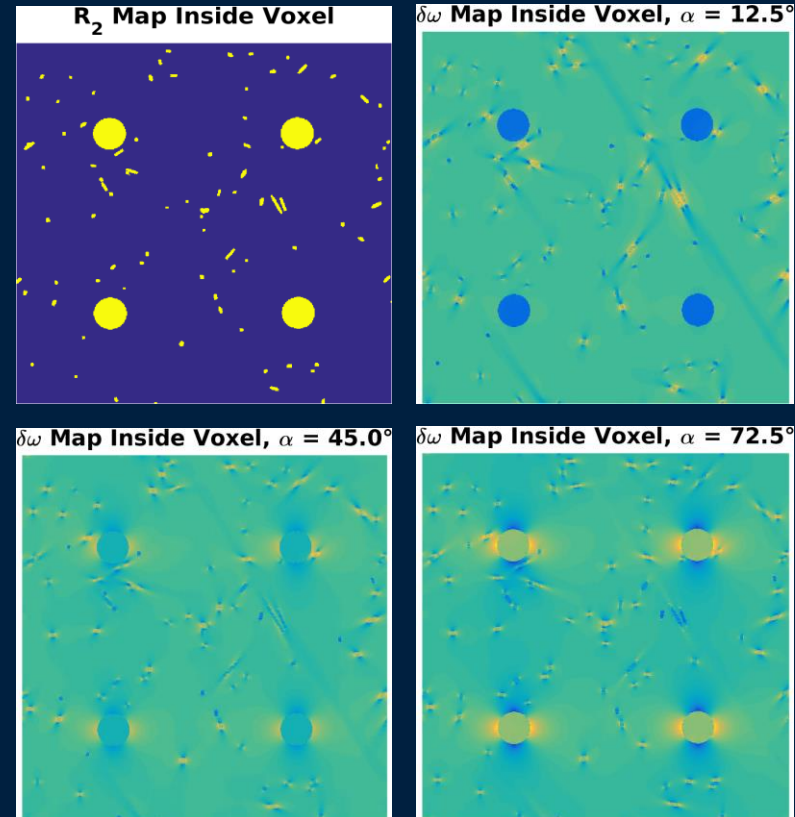 R₂ Map Inside Voxel
δω Map Inside Voxel, α = 12.5°
δω Map Inside Voxel, α = 45.0°
δω Map Inside Voxel, α = 72.5°